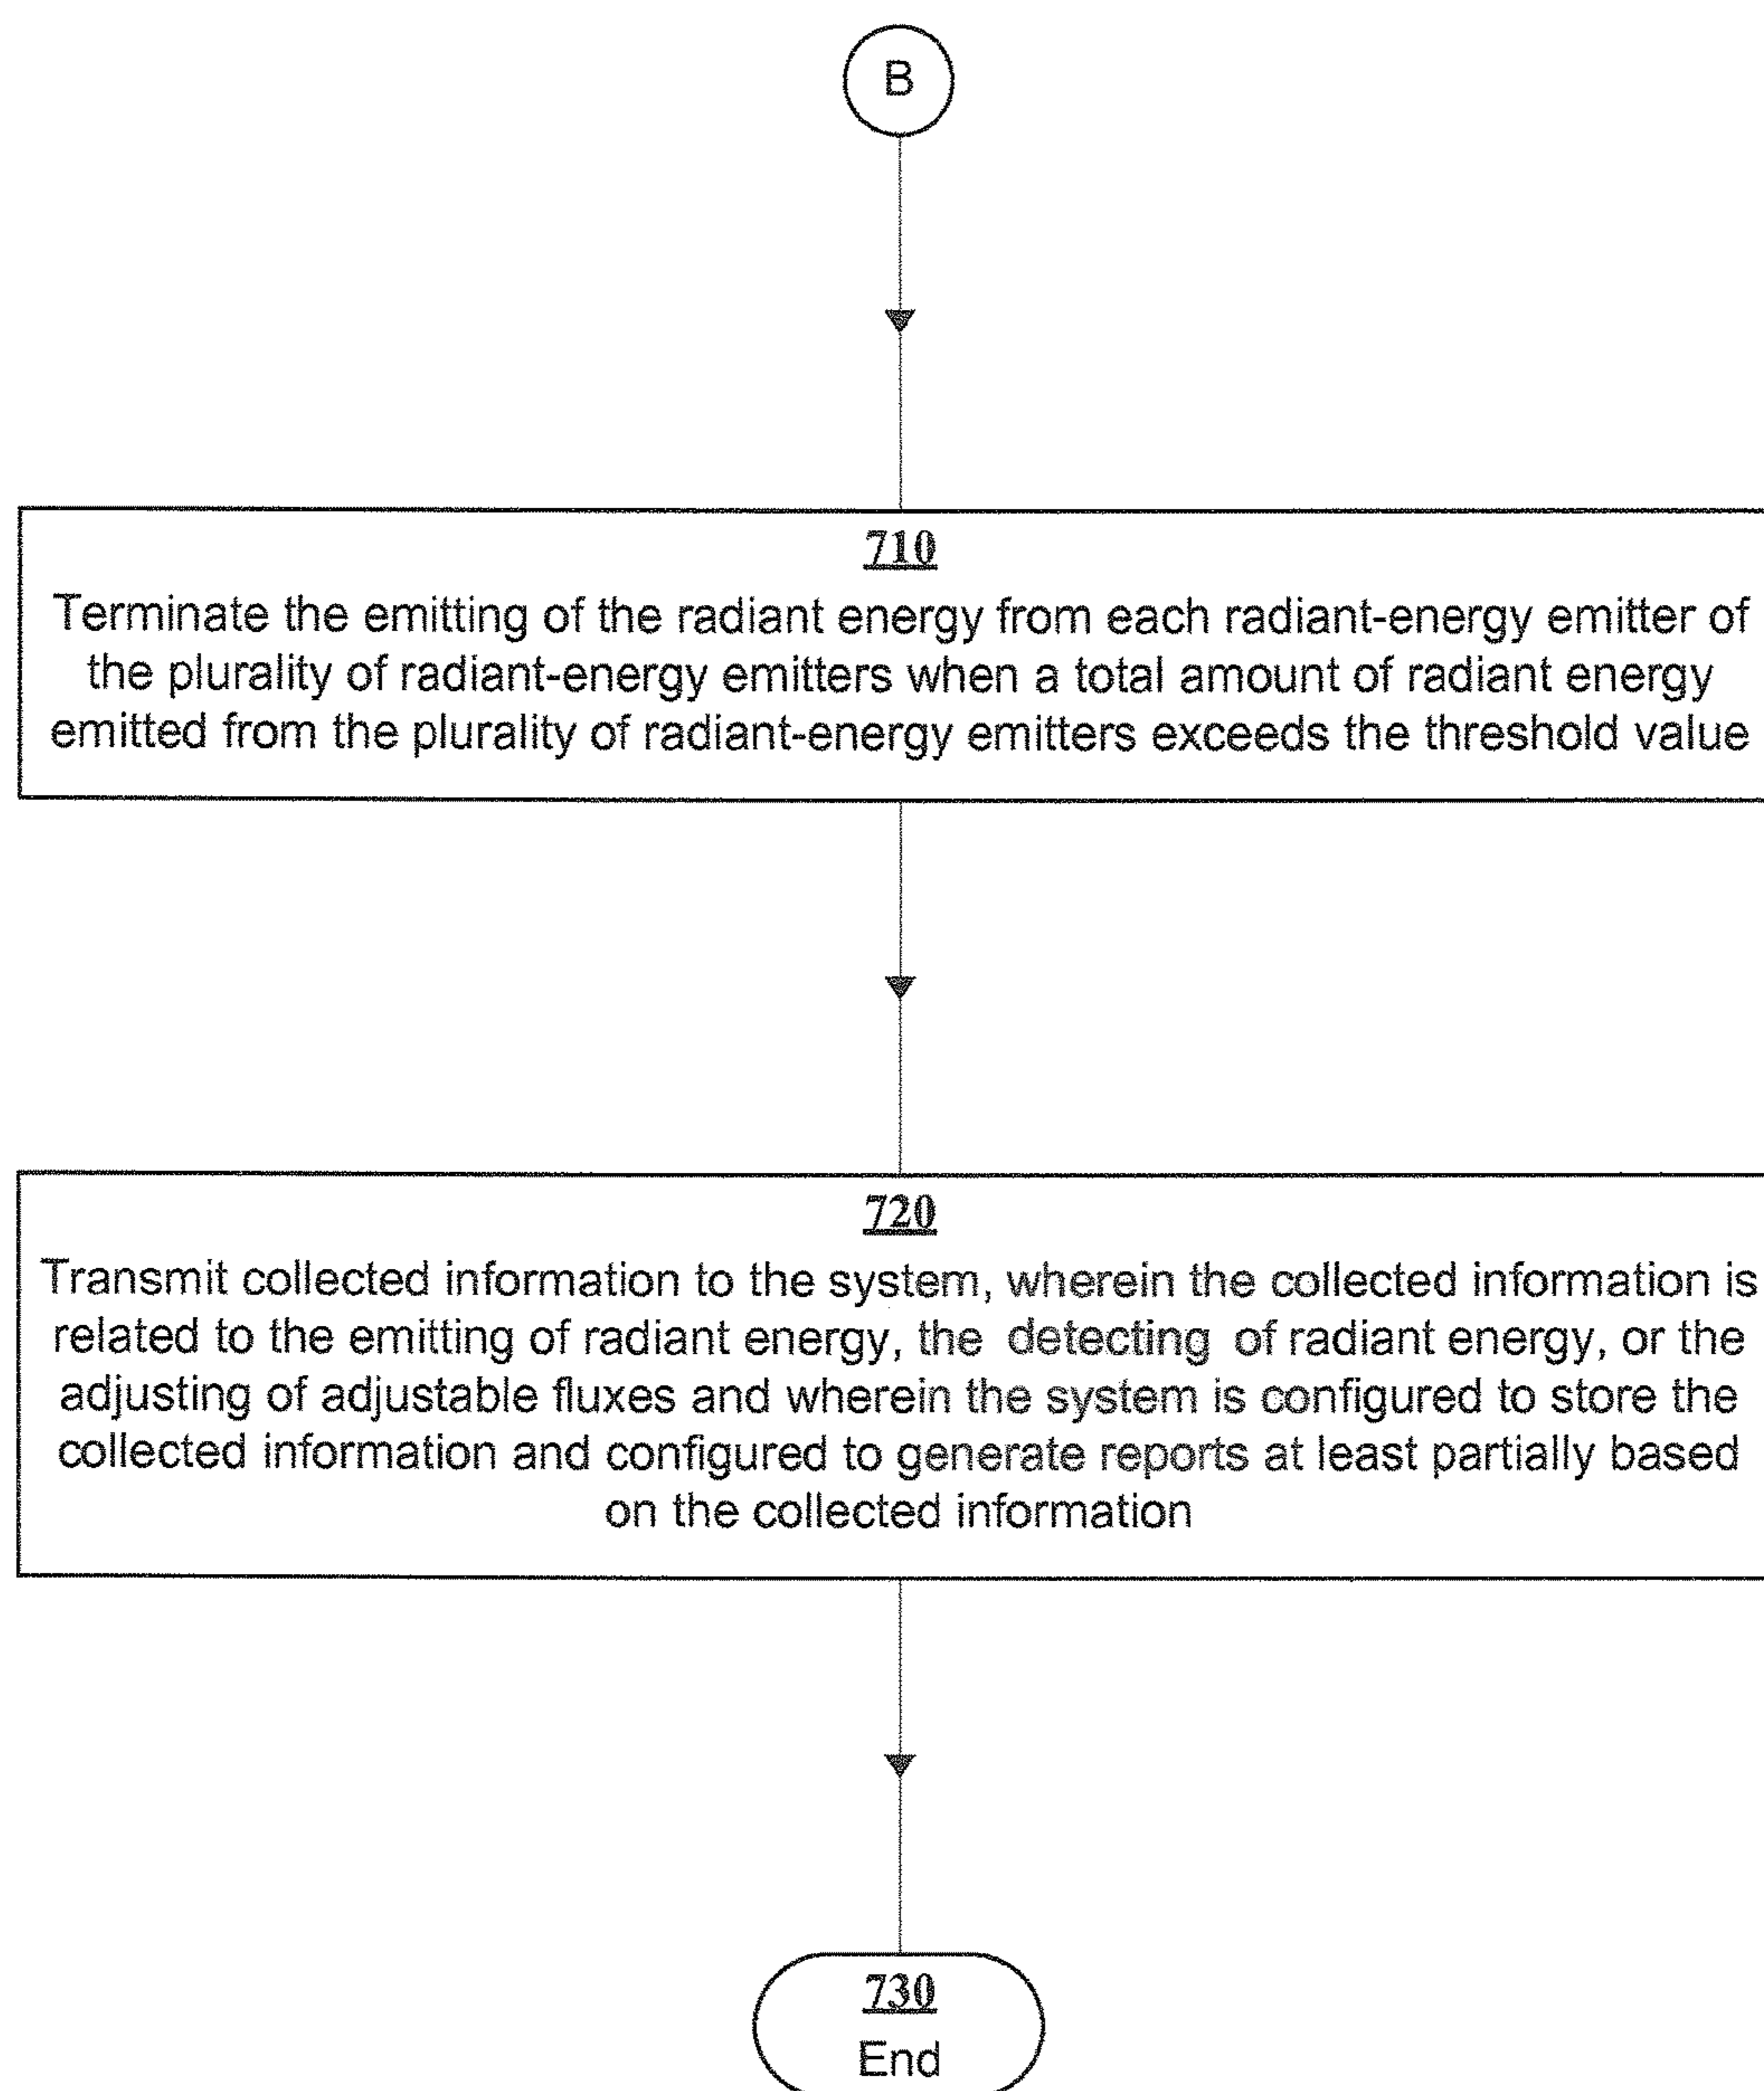 B
710
Terminate the emitting of the radiant energy from each radiant-energy emitter of
the plurality of radiant-energy emitters when a total amount of radiant energy
emitted from the plurality of radiant-energy emitters exceeds the threshold value
720
Transmit collected information to the system, wherein the collected information is
related to the emitting of radiant energy, the detecting of radiant energy, or the
adjusting of adjustable fluxes and wherein the system is configured to store the
collected information and configured to generate reports at least partially based
on the collected information
730
End